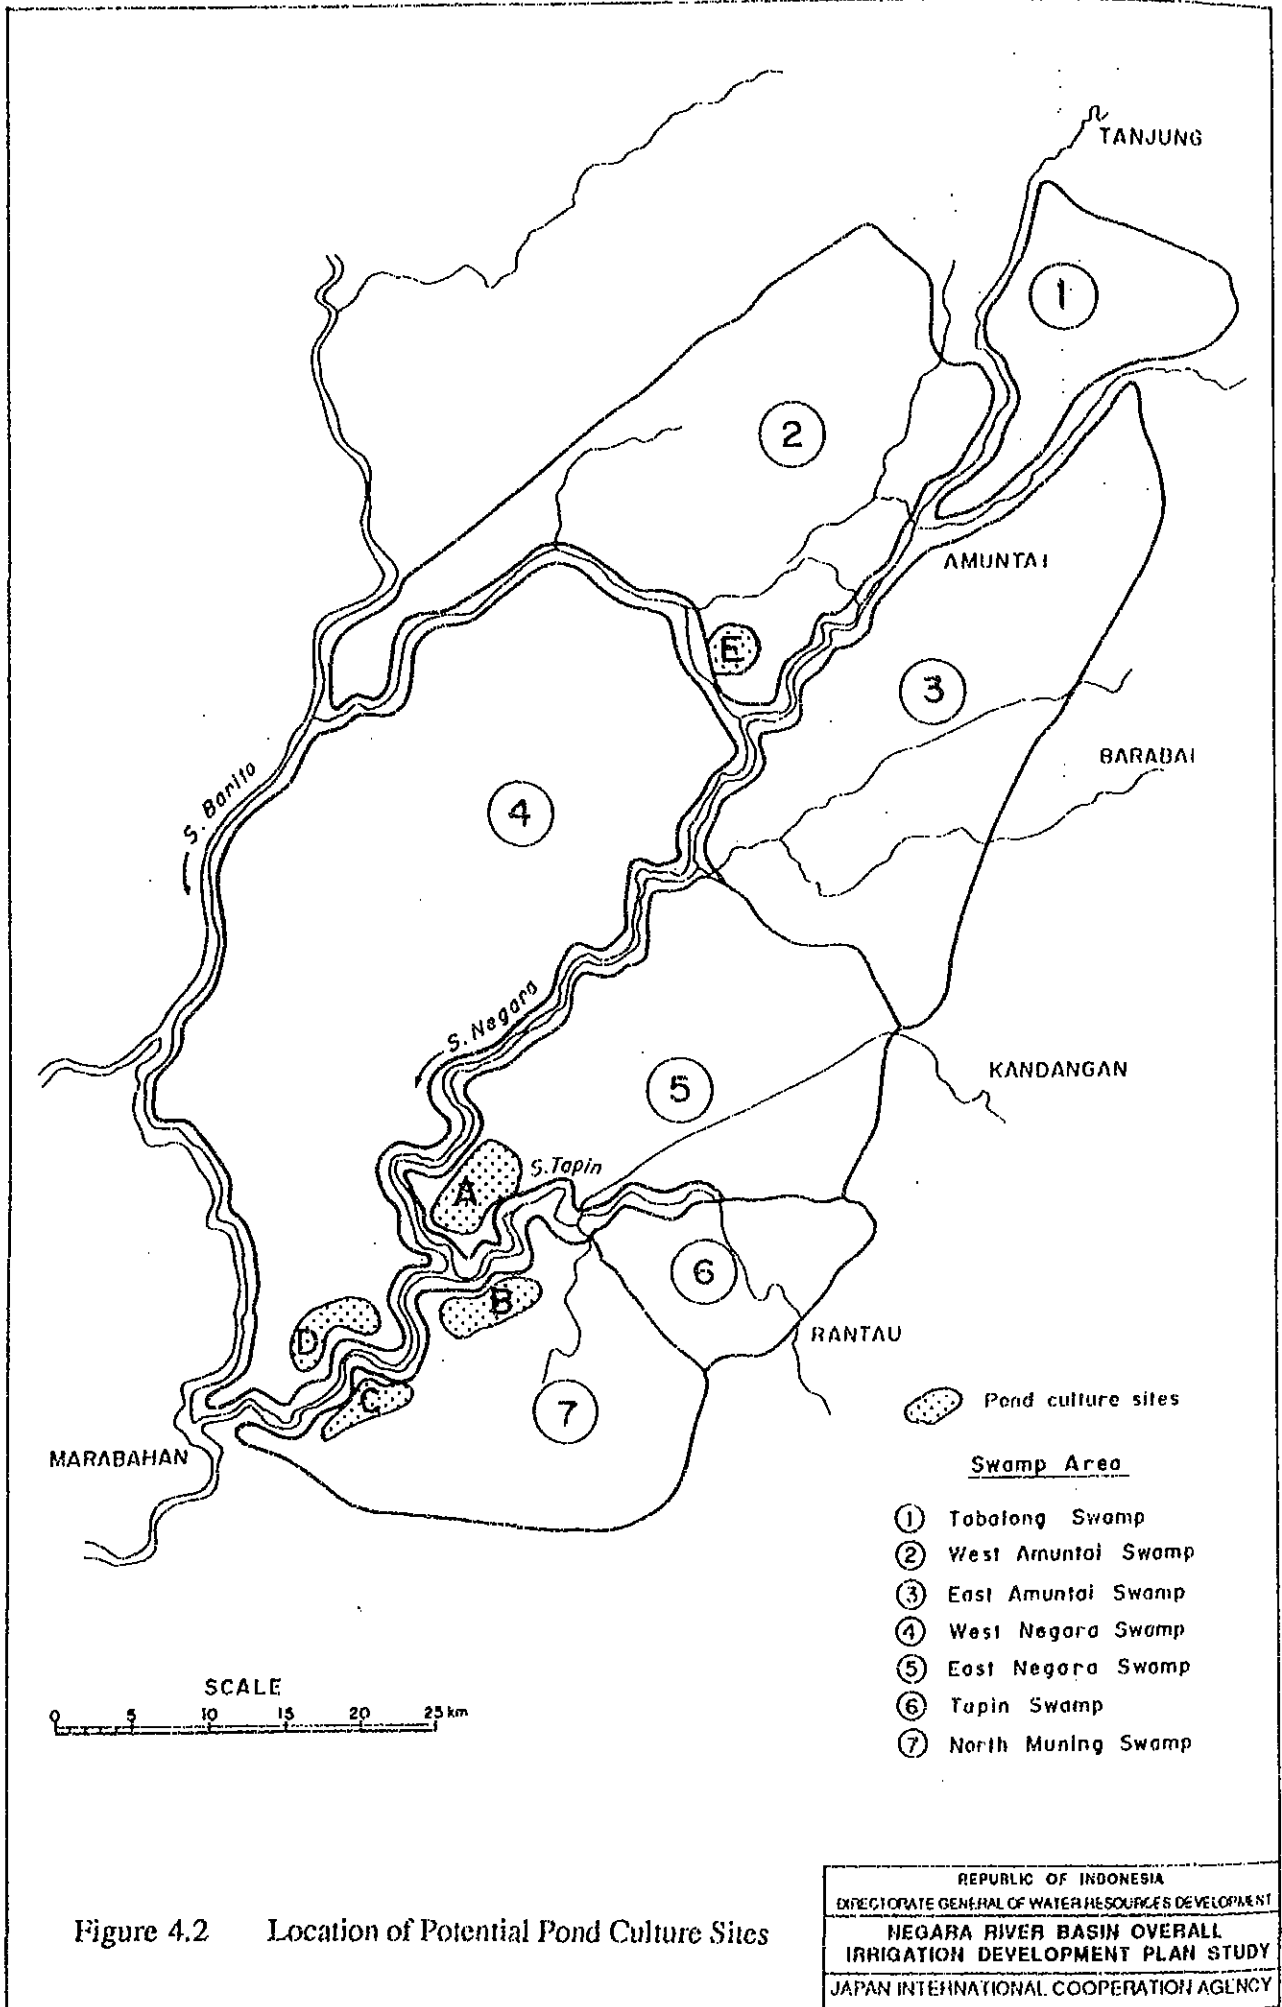 TANJUNG
1
2
AMUNTAI
E
3
BARABAI
S. Barito
4
S. Negara
KANDANGAN
5
A
S. Tapin
6
B
RANTAU
D
C
7
MARABAHAN
Pond culture sites
Swamp Area
1 Tabalong Swamp
2 West Amuntai Swamp
3 East Amuntai Swamp
4 West Negara Swamp
5 East Negara Swamp
6 Tapin Swamp
7 North Muning Swamp
SCALE
0 5 10 15 20 25 km
Figure 4.2 Location of Potential Pond Culture Sites
REPUBLIC OF INDONESIA
DIRECTORATE GENERAL OF WATER RESOURCES DEVELOPMENT
NEGARA RIVER BASIN OVERALL
IRRIGATION DEVELOPMENT PLAN STUDY
JAPAN INTERNATIONAL COOPERATION AGENCY